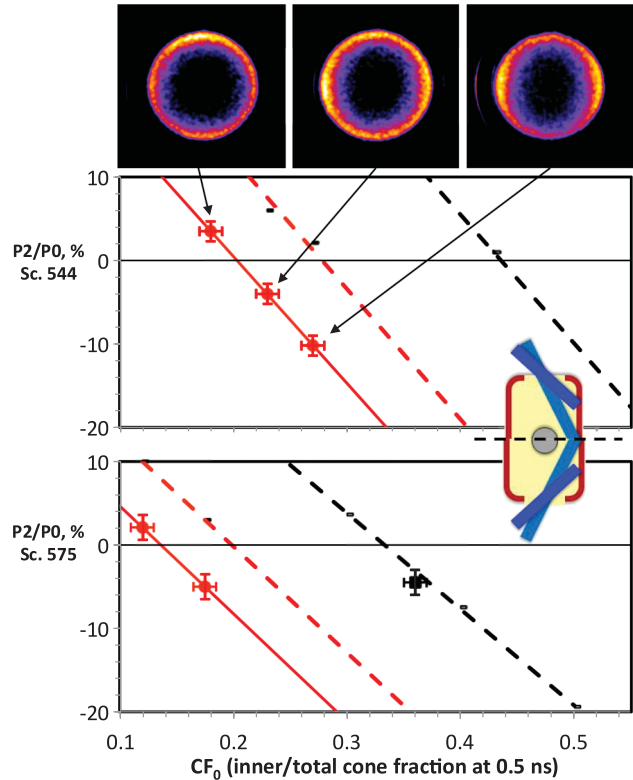 10
P2/P0, %
Sc. 544
0
-10
-20
10
P2/P0, %
Sc. 575
0
-10
-20
0.1
0.2
0.3
0.4
0.5
CF₀ (inner/total cone fraction at 0.5 ns)